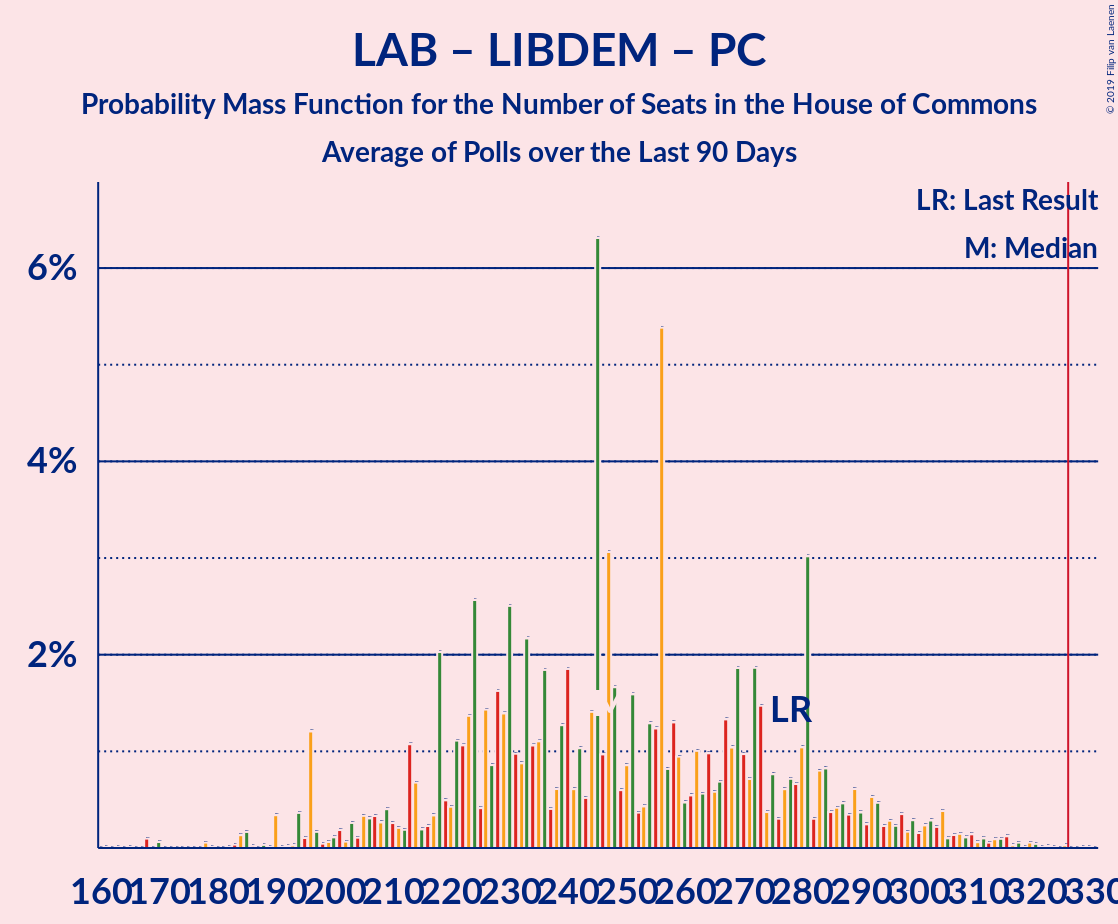 LAB – LIBDEM – PC
Probability Mass Function for the Number of Seats in the House of Commons
Average of Polls over the Last 90 Days
© 2019 Filip van Laenen
LR: Last Result
M: Median
6%
4%
2%
LR
160 170 180 190 200 210 220 230 240 250 260 270 280 290 300 310 320 330